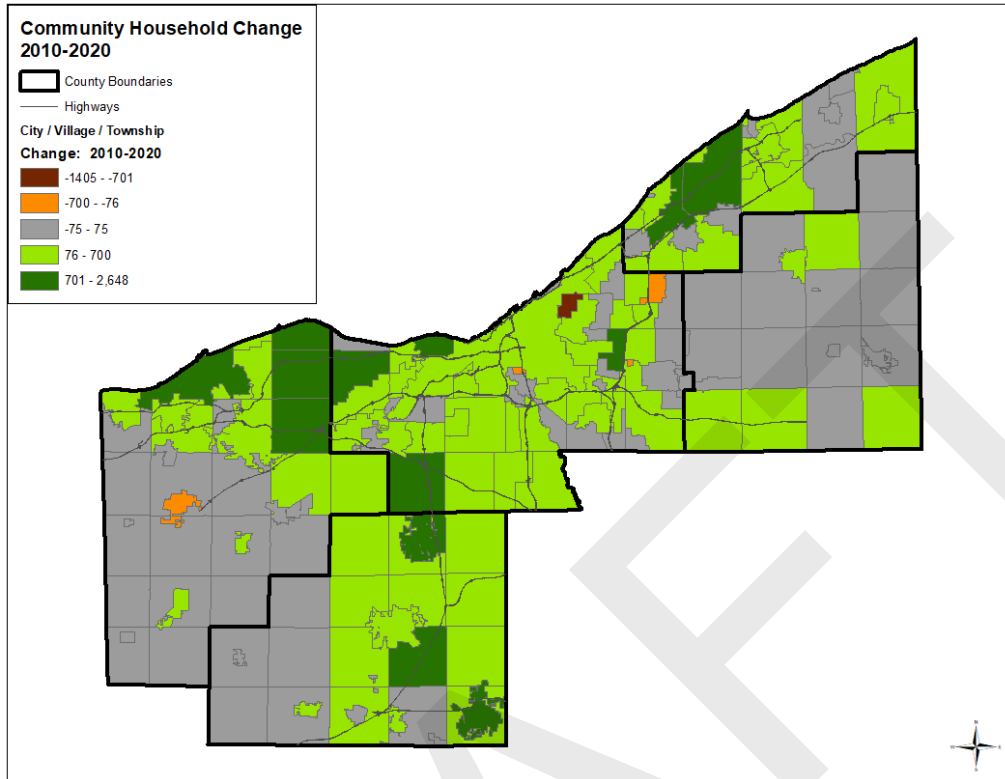 Community Household Change
2010-2020
County Boundaries
Highways
City / Village / Township
Change: 2010-2020
-1405 - -701
-700 - -76
-75 - 75
76 - 700
701 - 2,648
N
W E
S